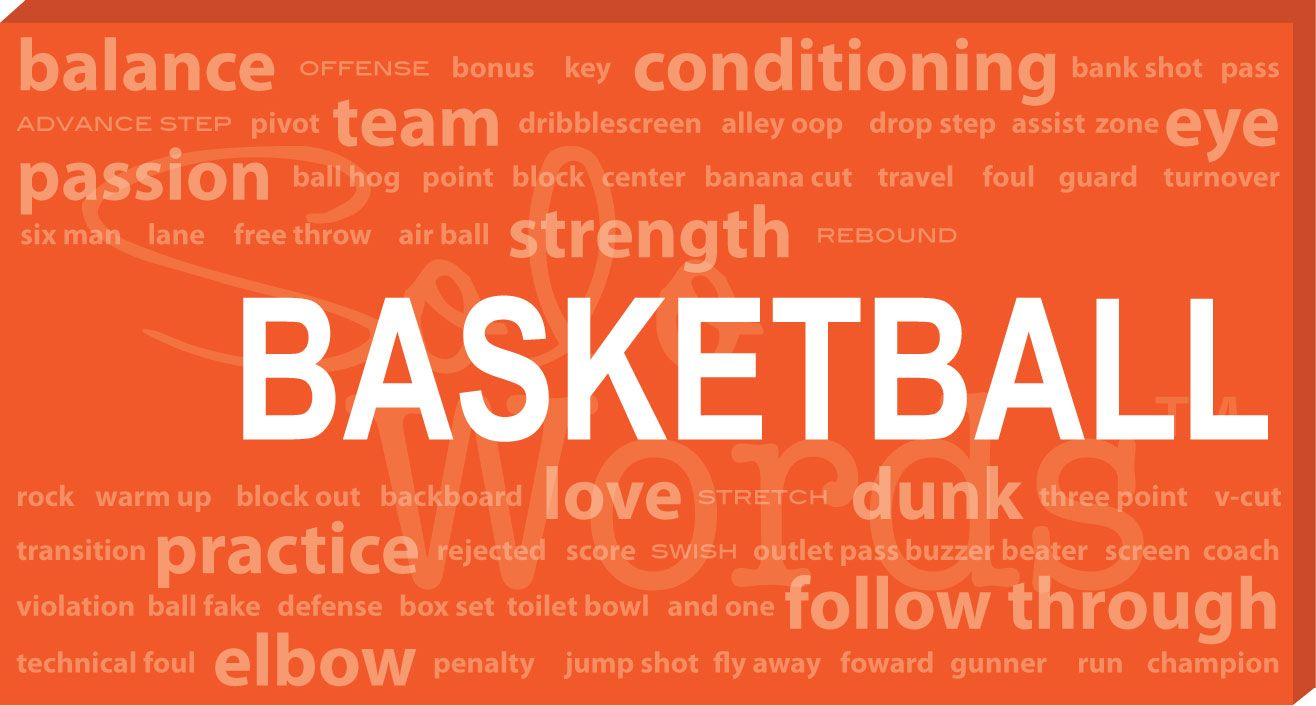 balance OFFENSE bonus key conditioning bank shot pass
ADVANCE STEP pivot team dribblescreen alley oop drop step assist zone eye
passion ball hog point block center banana cut travel foul guard turnover
six man lane free throw air ball strength REBOUND
Solo
BASKETBALL
Words TM
rock warm up block out backboard love STRETCH dunk three point v-cut
transition practice rejected score SWISH outlet pass buzzer beater screen coach
violation ball fake defense box set toilet bowl and one follow through
technical foul elbow penalty jump shot fly away foward gunner run champion